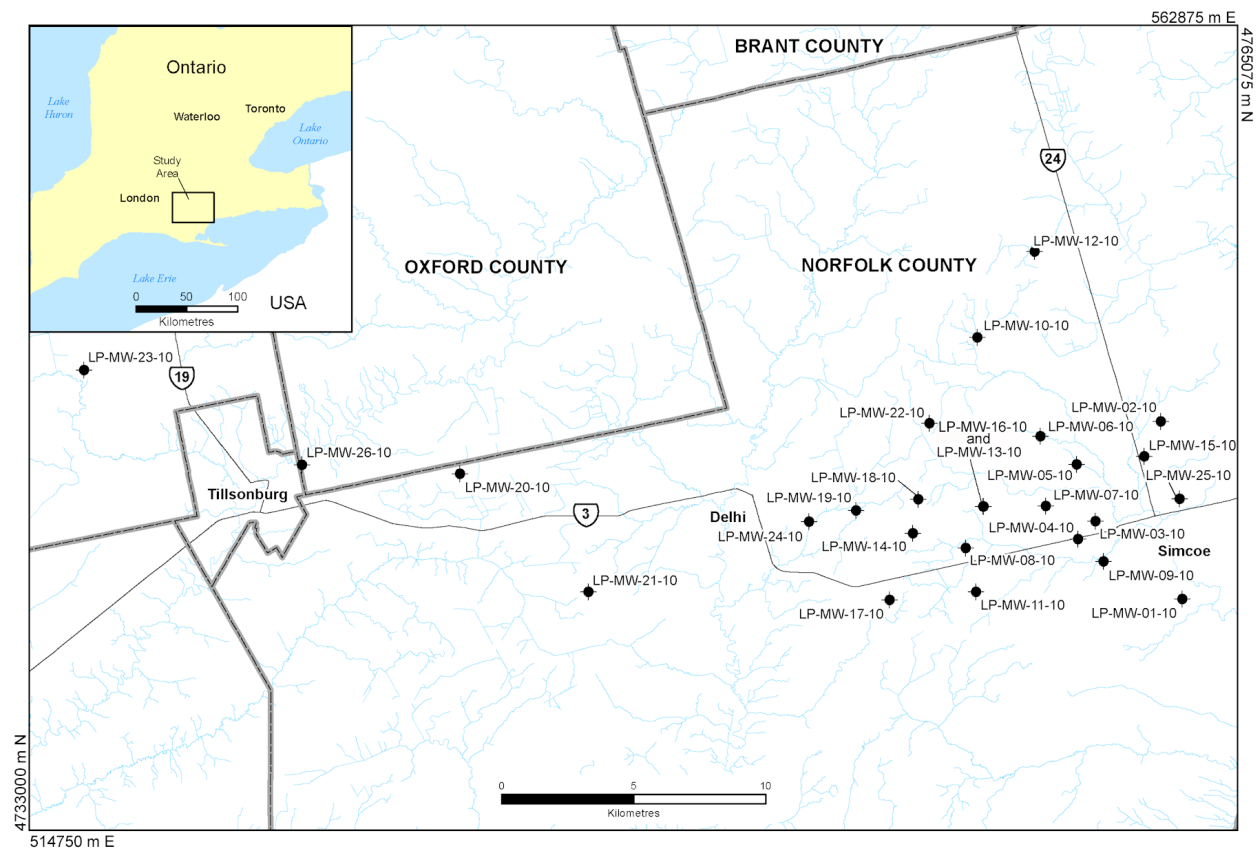 562875 m E
4765075 m N
BRANT COUNTY
Ontario
Lake
Huron
Waterloo
Toronto
Lake
Ontario
Study
Area
London
Lake Erie
0 50 100
Kilometres
USA
24
LP-MW-12-10
OXFORD COUNTY
NORFOLK COUNTY
LP-MW-10-10
LP-MW-23-10
19
LP-MW-22-10
LP-MW-02-10
LP-MW-16-10
and
LP-MW-13-10
LP-MW-06-10
LP-MW-15-10
LP-MW-26-10
LP-MW-20-10
LP-MW-18-10
LP-MW-05-10
LP-MW-25-10
Tillsonburg
LP-MW-19-10
LP-MW-07-10
3
Delhi
LP-MW-24-10
LP-MW-14-10
LP-MW-04-10
LP-MW-03-10
Simcoe
LP-MW-08-10
LP-MW-09-10
LP-MW-21-10
LP-MW-17-10
LP-MW-11-10
LP-MW-01-10
0 5 10
Kilometres
4733000 m N
514750 m E